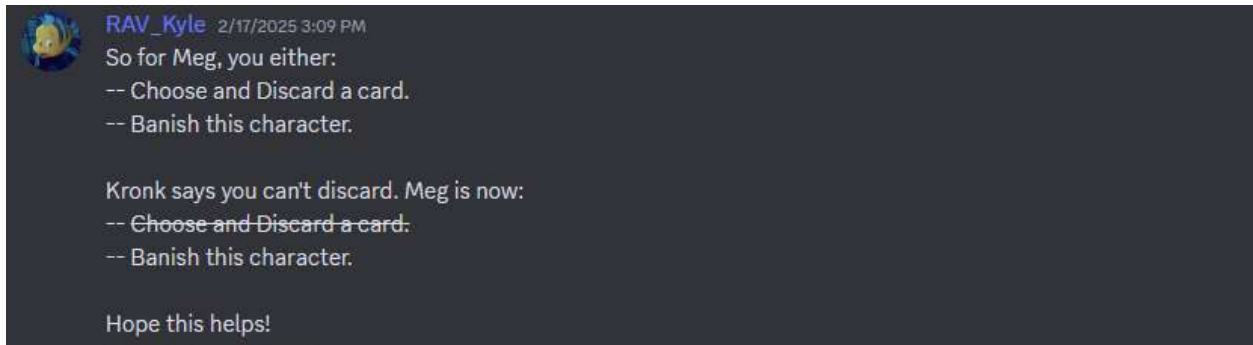 RAV_Kyle 2/17/2025 3:09 PM
So for Meg, you either:
-- Choose and Discard a card.
-- Banish this character.
Kronk says you can't discard. Meg is now:
-- Choose and Discard a card.
-- Banish this character.
Hope this helps!